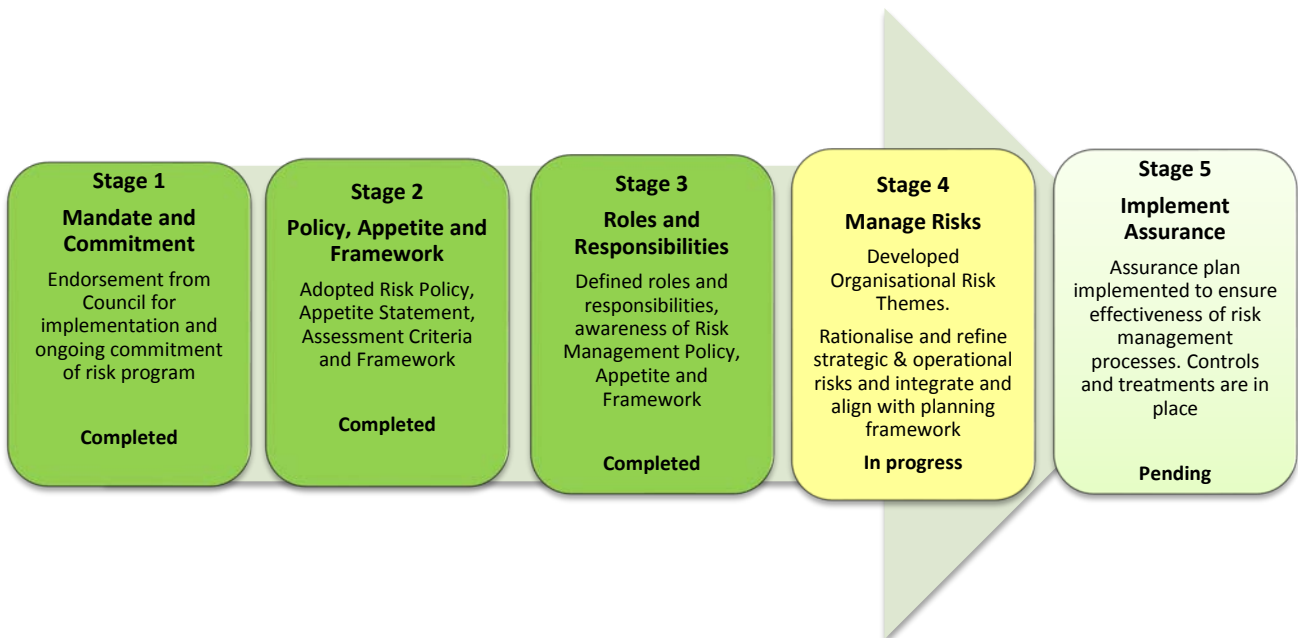 Stage 1
Mandate and
Commitment
Endorsement from
Council for
implementation and
ongoing commitment
of risk program
Completed
Stage 2
Policy, Appetite and
Framework
Adopted Risk Policy,
Appetite Statement,
Assessment Criteria
and Framework
Completed
Stage 3
Roles and
Responsibilities
Defined roles and
responsibilities,
awareness of Risk
Management Policy,
Appetite and
Framework
Completed
Stage 4
Manage Risks
Developed
Organisational Risk
Themes.
Rationalise and refine
strategic & operational
risks and integrate and
align with planning
framework
In progress
Stage 5
Implement
Assurance
Assurance plan
implemented to ensure
effectiveness of risk
management
processes. Controls
and treatments are in
place
Pending